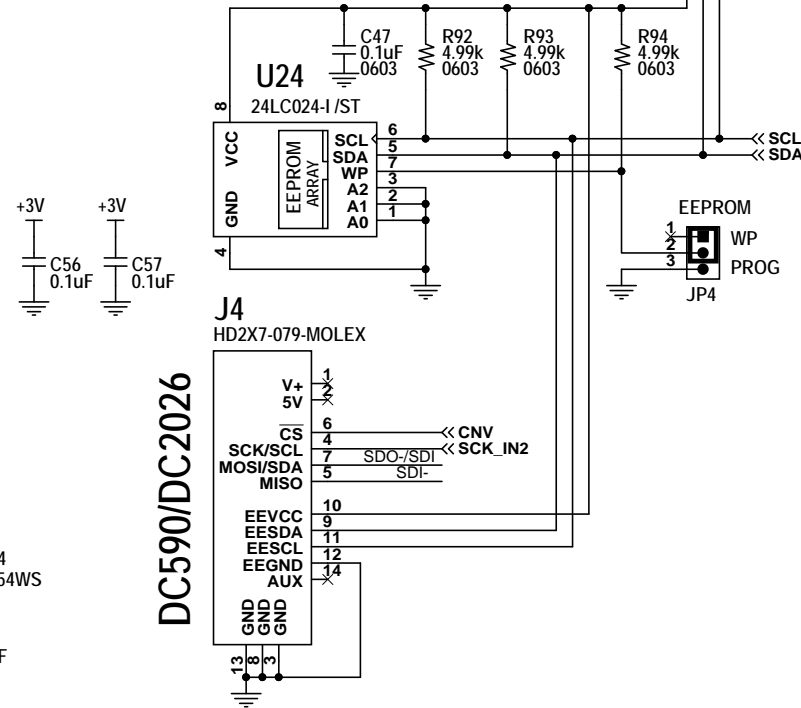 C47
0.1uF
0603
R92
4.99k
0603
R93
4.99k
0603
R94
4.99k
0603
U24
24LC024-I /ST
8
VCC
GND
4
EEPROM
ARRAY
SCL 6
SDA 5
WP 7
A2 3
A1 2
A0 1
SCL
SDA
+3V
+3V
C56
0.1uF
C57
0.1uF
EEPROM
1 WP
2
3 PROG
JP4
J4
HD2X7-079-MOLEX
DC590/DC2026
V+ 1
5V 2
CS 6 CNV
SCK/SCL 4 SCK_IN2
MOSI/SDA 7 SDO-/SDI
MISO 5 SDI-
EEVCC 10
EESDA 9
EESCL 11
EEGND 12
AUX 14
GND
GND
GND
13
8
3
4
54WS
F